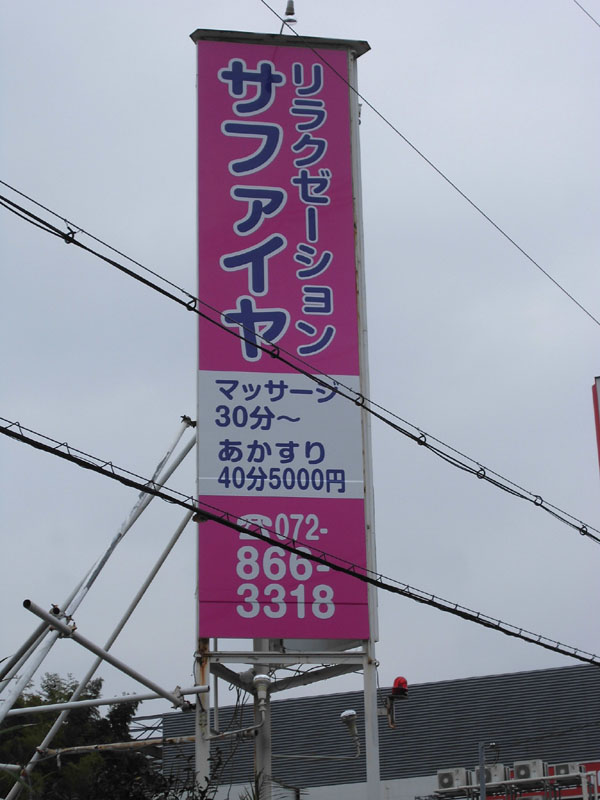 リラクゼーション
サファイヤ
マッサージ
30分～
あかすり
40分5000円
☎072-
866-
3318